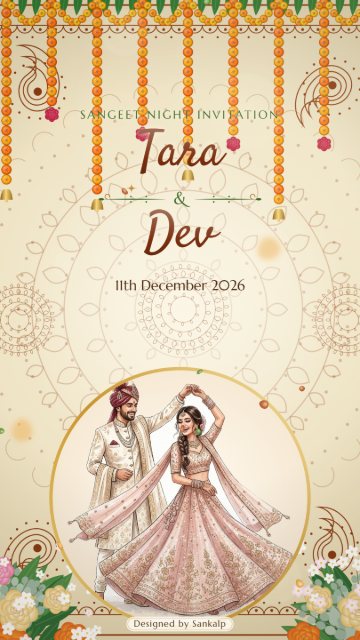 SANGEET NIGHT INVITATION
Tara
&
Dev
11th December 2026
Designed by Sankalp